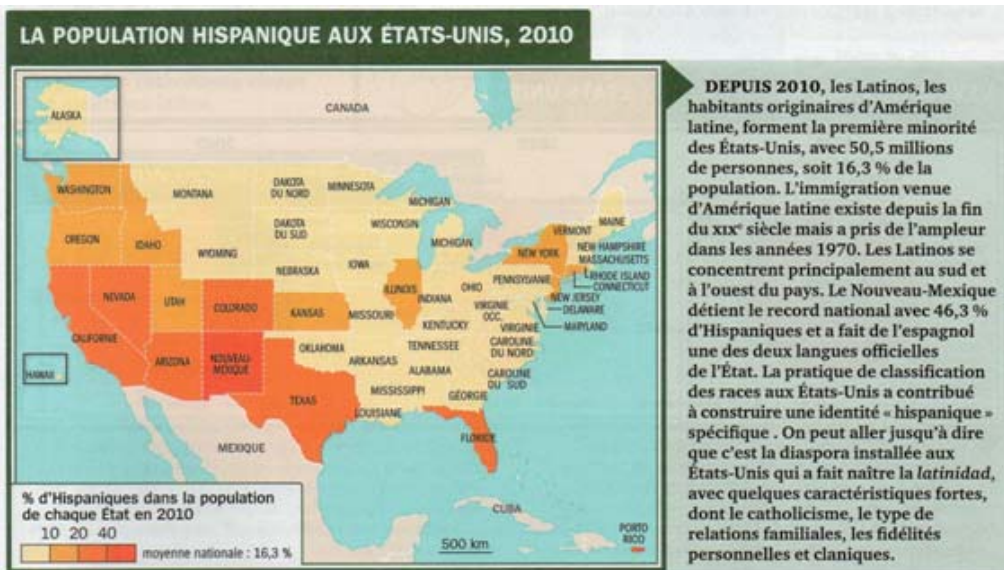 LA POPULATION HISPANIQUE AUX ÉTATS-UNIS, 2010
ALASKA
CANADA
WASHINGTON
MONTANA
DAKOTA
DU NORD
MINNESOTA
MICHIGAN
MAINE
OREGON
IDAHO
WYOMING
DAKOTA
DU SUD
WISCONSIN
MICHIGAN
VERMONT
NEW YORK
NEW HAMPSHIRE
MASSACHUSETTS
RHODE ISLAND
CONNECTICUT
NEVADA
UTAH
COLORADO
NEBRASKA
IOWA
ILLINOIS
INDIANA
OHIO
PENNSYLVANIE
NEW JERSEY
DELAWARE
MARYLAND
CALIFORNIE
KANSAS
MISSOURI
KENTUCKY
VIRGINIE
OCC.
VIRGINIE
ARIZONA
NOUVEAU-
MEXIQUE
OKLAHOMA
ARKANSAS
TENNESSEE
CAROLINE
DU NORD
HAWAII
TEXAS
LOUISIANE
MISSISSIPPI
ALABAMA
GÉORGIE
CAROLINE
DU SUD
FLORIDE
MEXIQUE
CUBA
PORTO
RICO
% d'Hispaniques dans la population
de chaque État en 2010
10 20 40
moyenne nationale : 16,3 %
500 km
DEPUIS 2010, les Latinos, les
habitants originaires d'Amérique
latine, forment la première minorité
des États-Unis, avec 50,5 millions
de personnes, soit 16,3 % de la
population. L'immigration venue
d'Amérique latine existe depuis la fin
du XIXe siècle mais a pris de l'ampleur
dans les années 1970. Les Latinos se
concentrent principalement au sud et
à l'ouest du pays. Le Nouveau-Mexique
détient le record national avec 46,3 %
d'Hispaniques et a fait de l'espagnol
une des deux langues officielles
de l'État. La pratique de classification
des races aux États-Unis a contribué
à construire une identité « hispanique »
spécifique . On peut aller jusqu'à dire
que c'est la diaspora installée aux
États-Unis qui a fait naître la latinidad,
avec quelques caractéristiques fortes,
dont le catholicisme, le type de
relations familiales, les fidélités
personnelles et claniques.